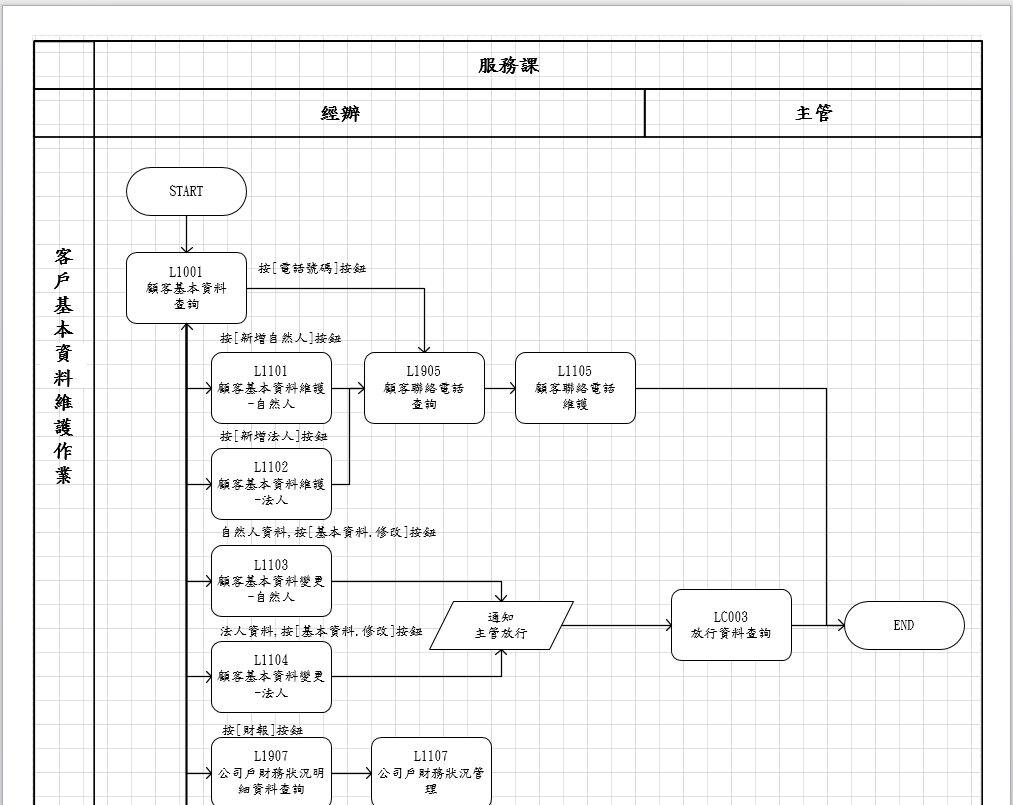 服務課
經辦
主管
客戶基本資料維護作業
START
L1001
顧客基本資料
查詢
按[電話號碼]按鈕
按[新增自然人]按鈕
L1101
顧客基本資料維護
-自然人
L1905
顧客聯絡電話
查詢
L1105
顧客聯絡電話
維護
按[新增法人]按鈕
L1102
顧客基本資料維護
-法人
自然人資料,按[基本資料.修改]按鈕
L1103
顧客基本資料變更
-自然人
通知
主管放行
LC003
放行資料查詢
END
法人資料,按[基本資料.修改]按鈕
L1104
顧客基本資料變更
-法人
按[財報]按鈕
L1907
公司戶財務狀況明
細資料查詢
L1107
公司戶財務狀況管
理